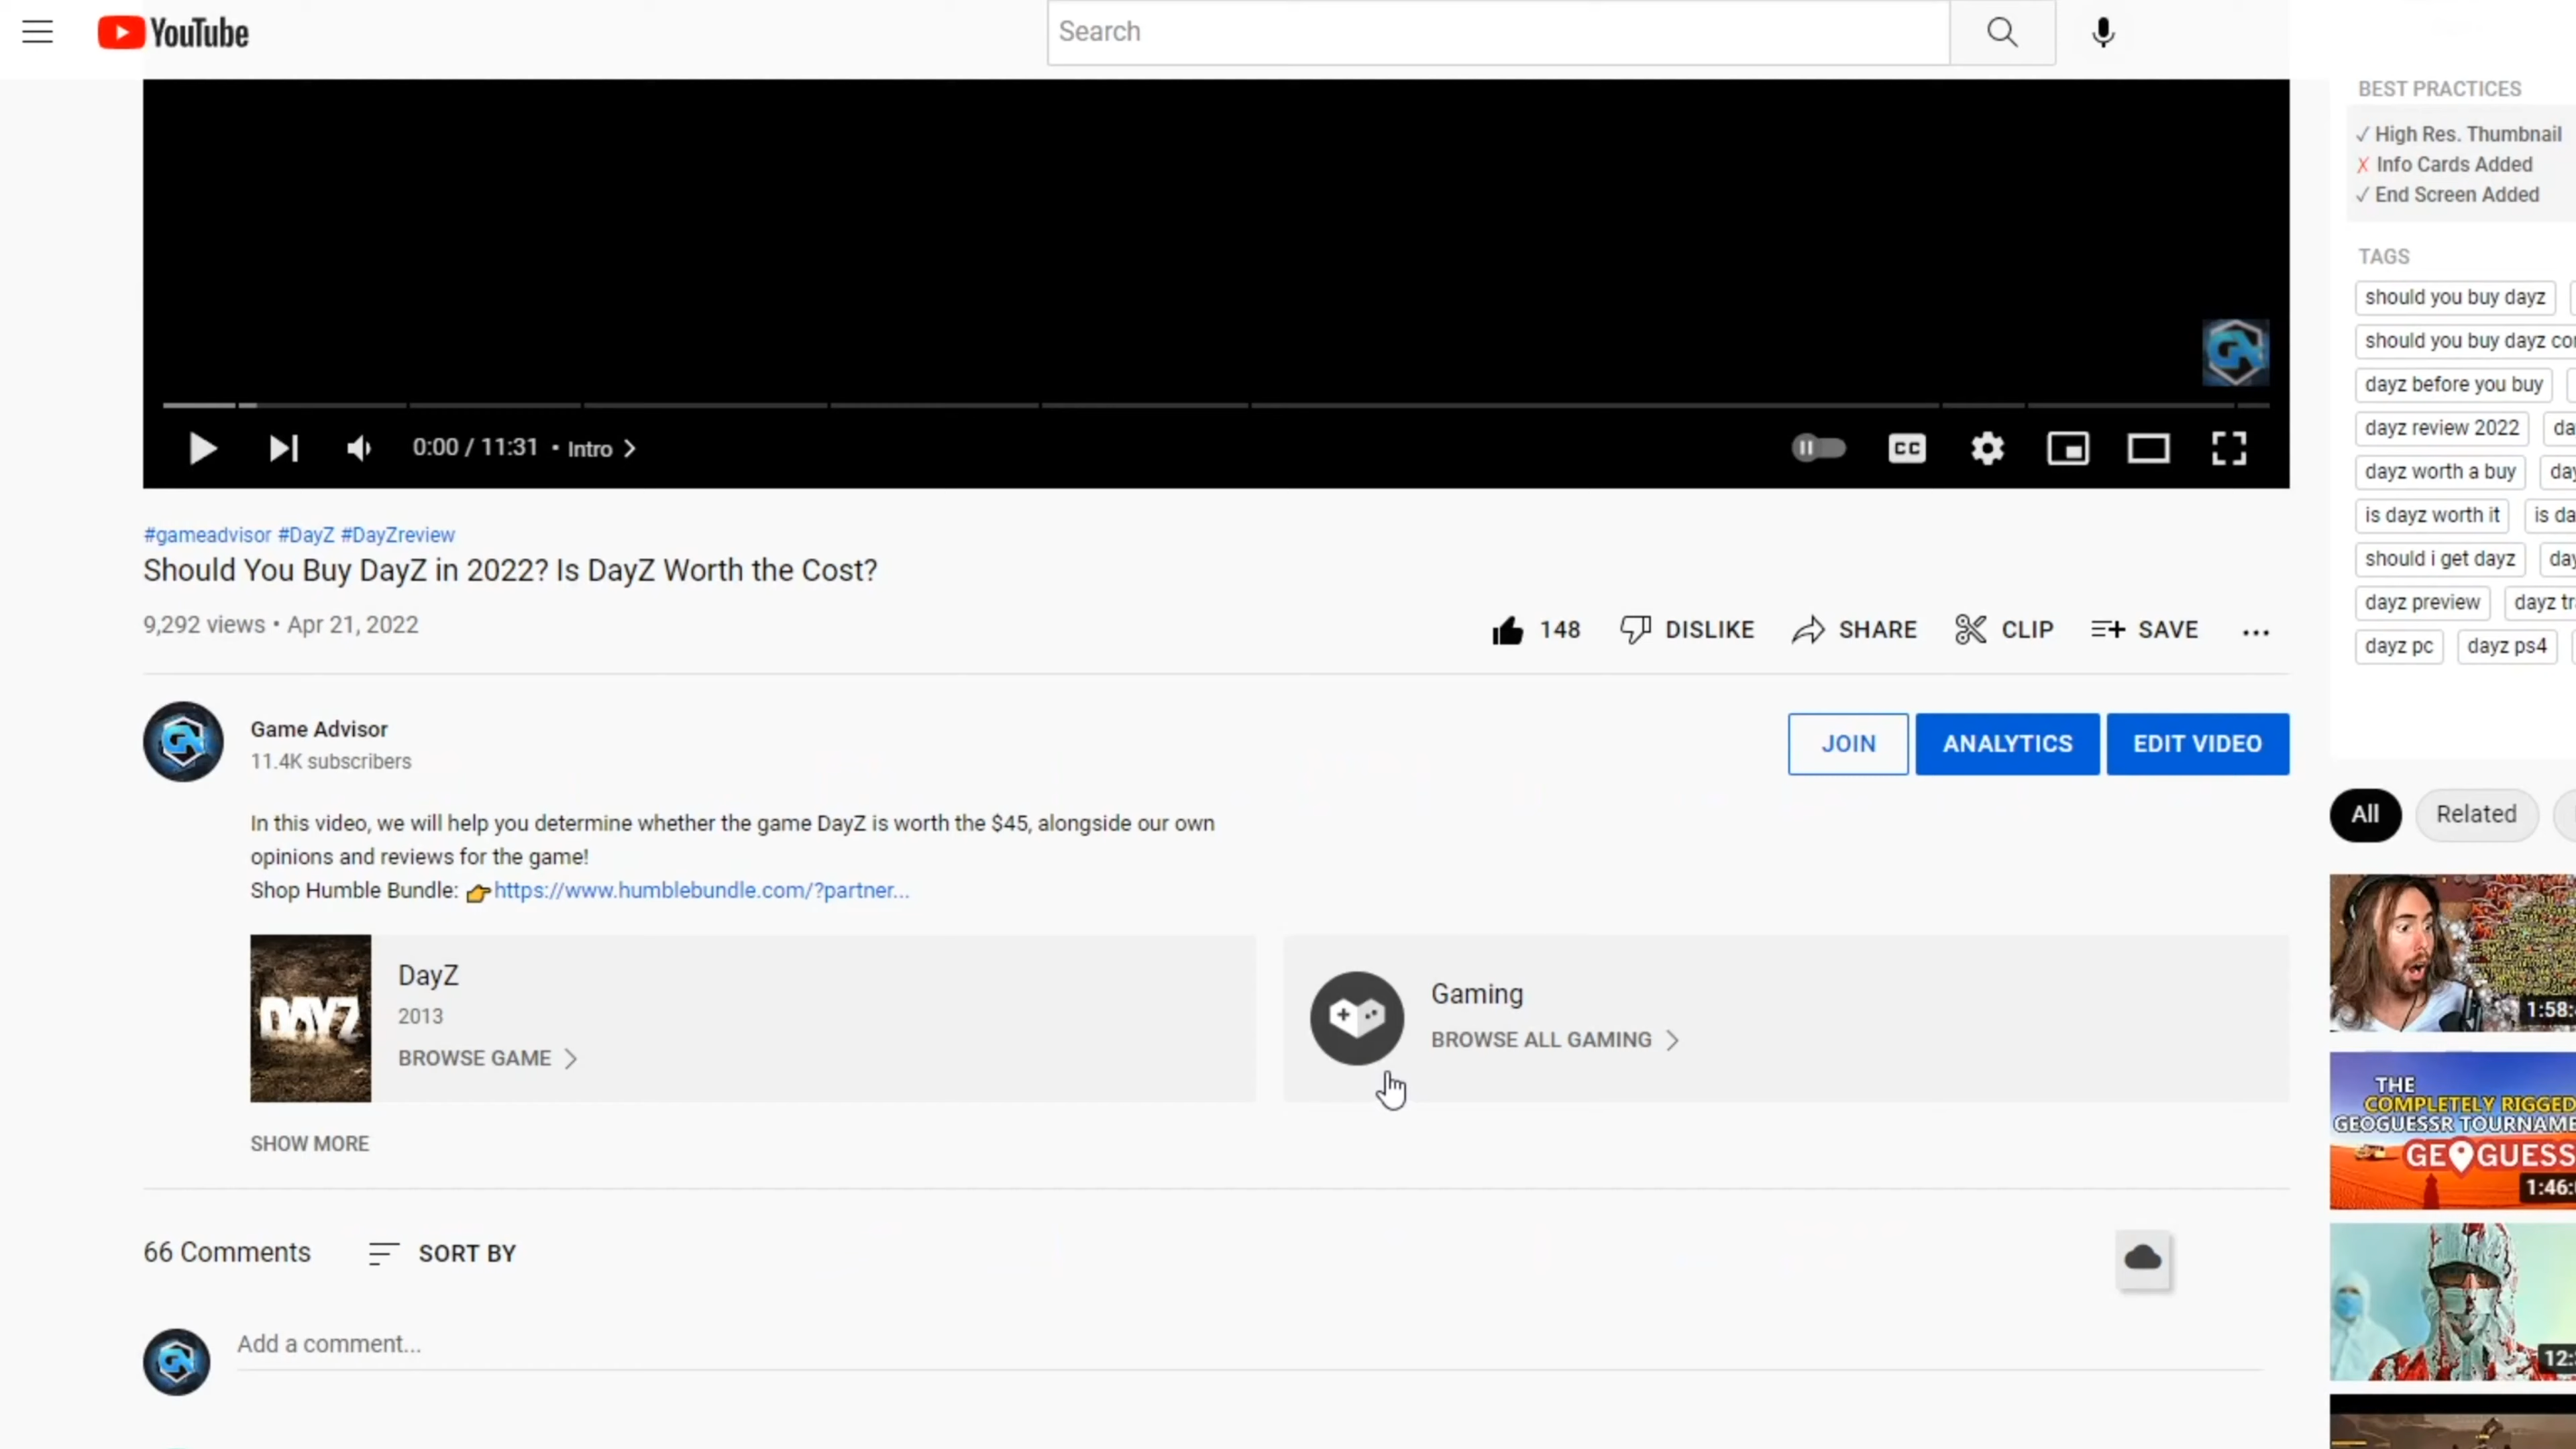 YouTube
Search
BEST PRACTICES
✓ High Res. Thumbnail
✗ Info Cards Added
✓ End Screen Added
TAGS
should you buy dayz
should you buy dayz
dayz before you buy
dayz review 2022
dayz worth a buy
is dayz worth it
should i get dayz
dayz preview
dayz pc dayz ps4
0:00 / 11:31 • Intro
CC
#gameadvisor #DayZ #DayZreview
Should You Buy DayZ in 2022? Is DayZ Worth the Cost?
9,292 views • Apr 21, 2022
148 DISLIKE SHARE CLIP SAVE ...
Game Advisor
11.4K subscribers
JOIN ANALYTICS EDIT VIDEO
In this video, we will help you determine whether the game DayZ is worth the $45, alongside our own
opinions and reviews for the game!
Shop Humble Bundle: 👉https://www.humblebundle.com/?partner...
DAYZ
DayZ
2013
BROWSE GAME
Gaming
BROWSE ALL GAMING
SHOW MORE
66 Comments SORT BY
Add a comment...
All Related
1:58:
THE
COMPLETELY RIGGED
GEOGUESSR
1:46:
12: